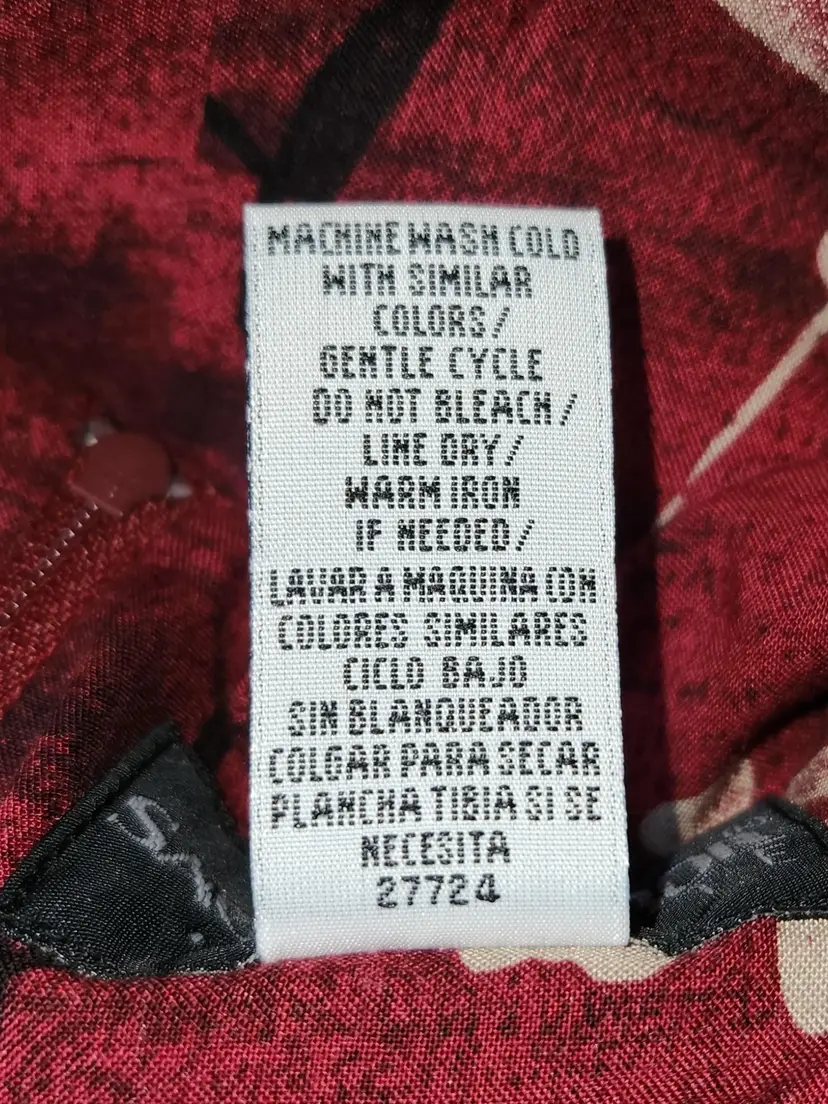 MACHINE WASH COLD
WITH SIMILAR
COLORS/
GENTLE CYCLE
DO NOT BLEACH/
LINE DRY/
WARM IRON
IF NEEDED/
LAVAR A MAQUINA CON
COLORES SIMILARES
CICLO BAJO
SIN BLANQUEADOR
COLGAR PARA SECAR
PLANCHA TIBIA SI SE
NECESITA
27724